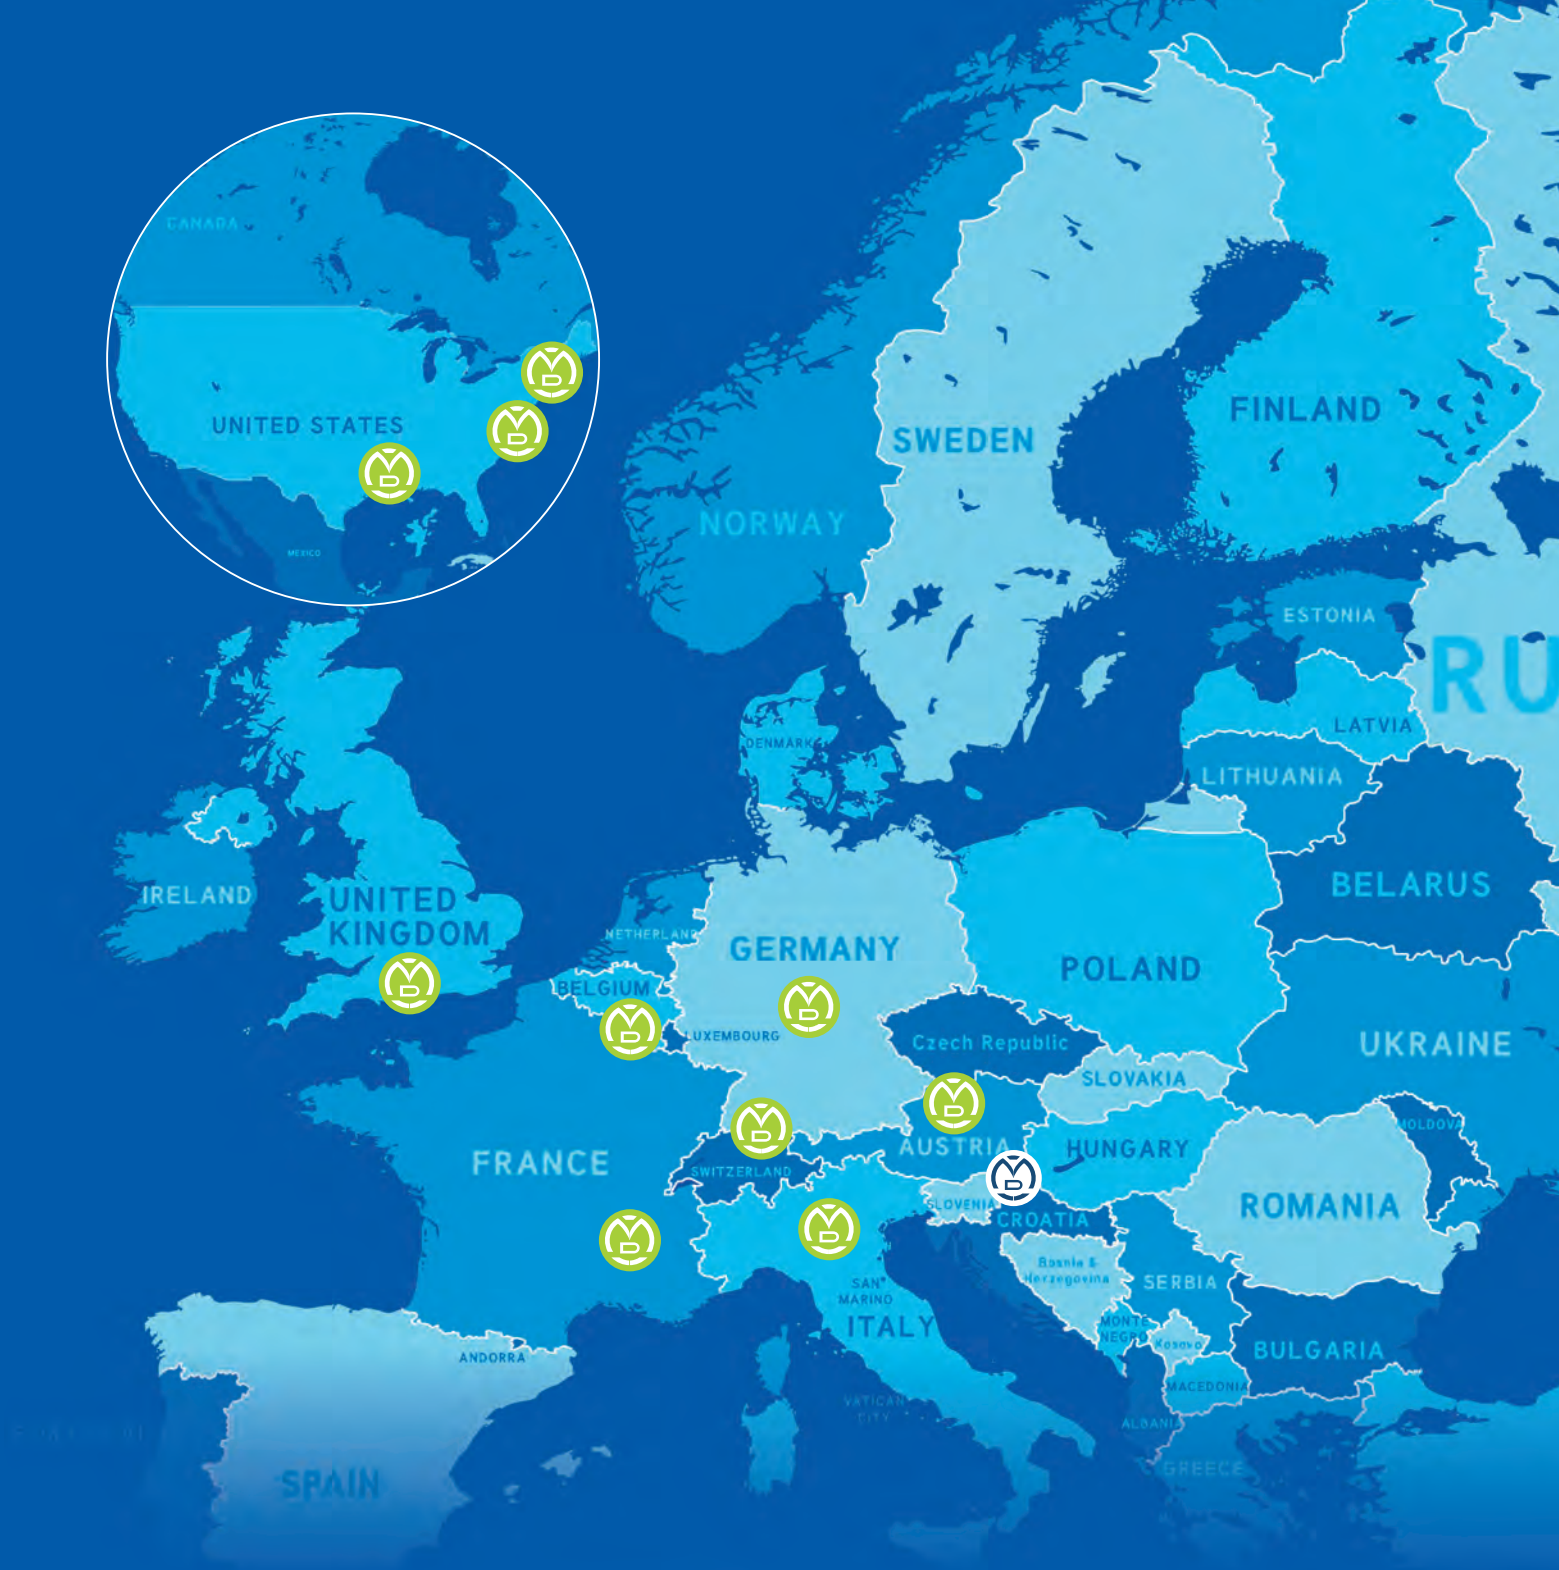 CANADA
UNITED STATES
MEXICO
SWEDEN
FINLAND
NORWAY
ESTONIA
RU
LATVIA
DENMARK
LITHUANIA
IRELAND
UNITED
KINGDOM
NETHERLAND
GERMANY
BELARUS
POLAND
BELGIUM
LUXEMBOURG
Czech Republic
UKRAINE
SLOVAKIA
FRANCE
AUSTRIA
HUNGARY
MOLDOVA
SWITZERLAND
SLOVENIA
CROATIA
ROMANIA
Bosnia &
Herzegovina
SERBIA
SAN
MARINO
ITALY
MONTE
NEGRO
Kosovo
BULGARIA
ANDORRA
MACEDONIA
VATICAN
CITY
ALBANIA
GREECE
SPAIN